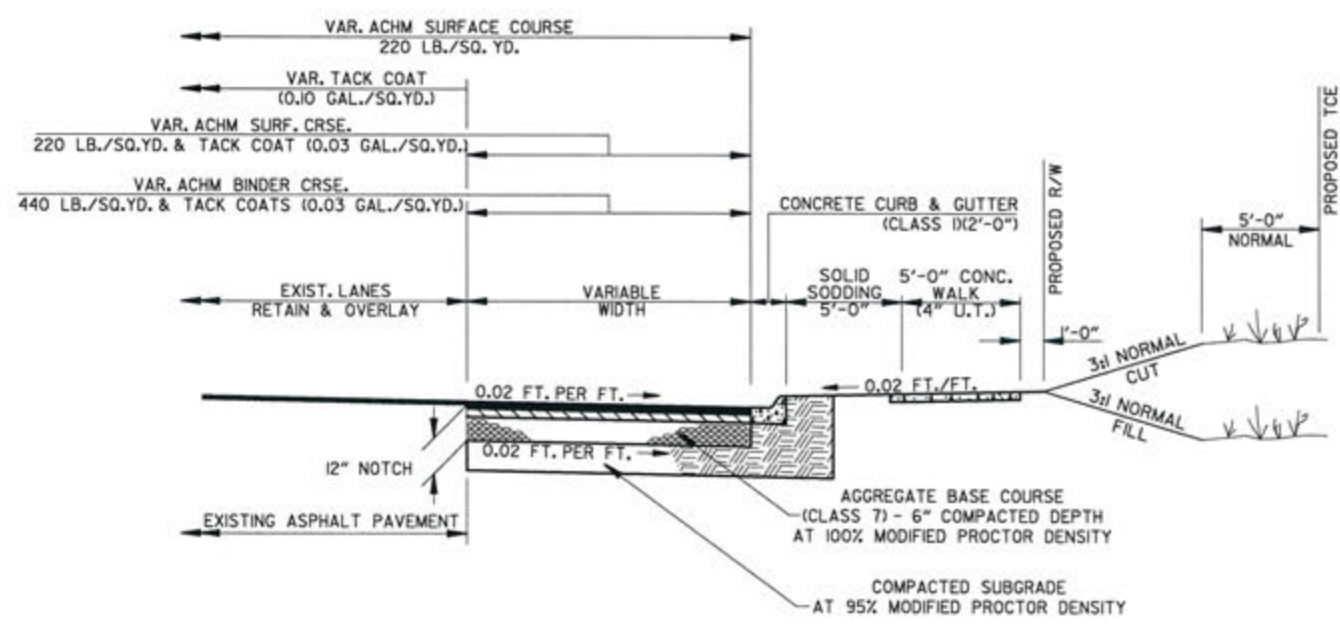 VAR. ACHM SURFACE COURSE
220 LB./SQ. YD.
VAR. TACK COAT
(0.10 GAL./SQ.YD.)
VAR. ACHM SURF. CRSE.
220 LB./SQ.YD. & TACK COAT (0.03 GAL./SQ.YD.)
VAR. ACHM BINDER CRSE.
440 LB./SQ.YD. & TACK COATS (0.03 GAL./SQ.YD.)
CONCRETE CURB & GUTTER
(CLASS 1)(2'-0")
PROPOSED R/W
PROPOSED TCE
5'-0"
NORMAL
EXIST. LANES
RETAIN & OVERLAY
VARIABLE
WIDTH
SOLID
SODDING
5'-0"
5'-0" CONC.
WALK
(4" U.T.)
1'-0"
3:1 NORMAL
CUT
0.02 FT. PER FT.
0.02 FT./FT.
3:1 NORMAL
FILL
0.02 FT. PER FT.
12" NOTCH
EXISTING ASPHALT PAVEMENT
AGGREGATE BASE COURSE
(CLASS 7) - 6" COMPACTED DEPTH
AT 100% MODIFIED PROCTOR DENSITY
COMPACTED SUBGRADE
AT 95% MODIFIED PROCTOR DENSITY